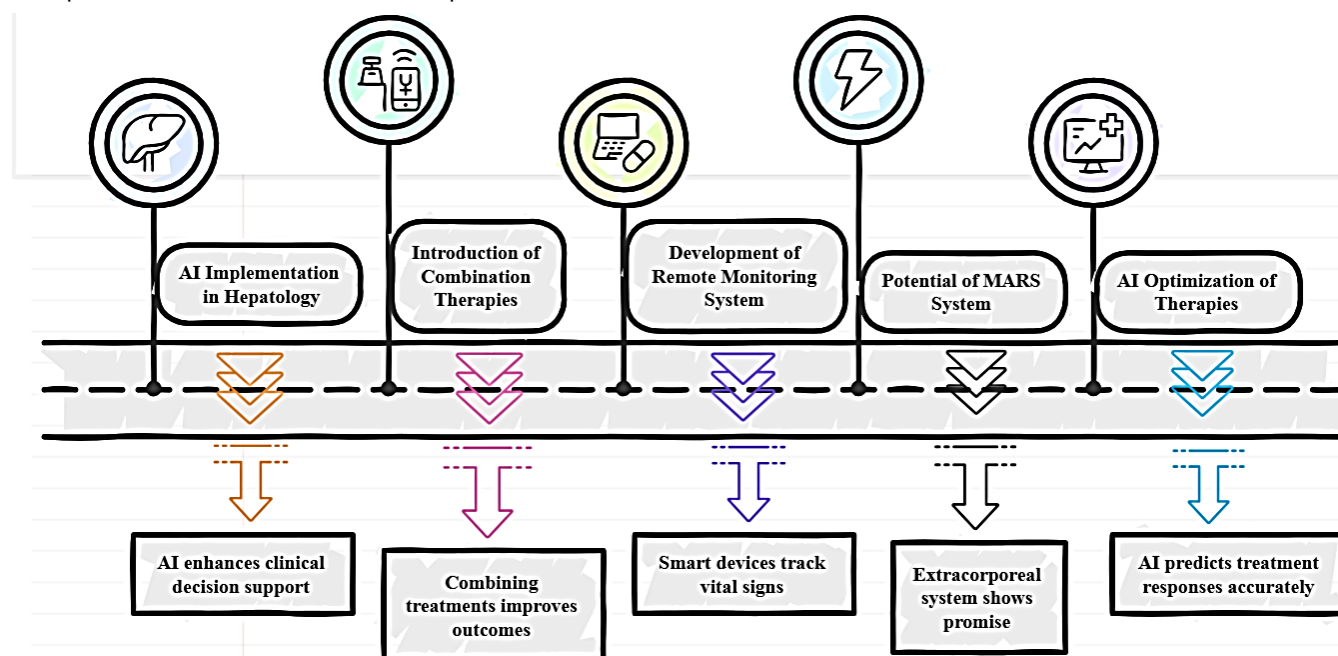 AI Implementation
in Hepatology
Introduction of
Combination
Therapies
Development of
Remote Monitoring
System
Potential of MARS
System
AI Optimization of
Therapies
AI enhances clinical
decision support
Combining
treatments improves
outcomes
Smart devices track
vital signs
Extracorporeal
system shows
promise
AI predicts treatment
responses accurately